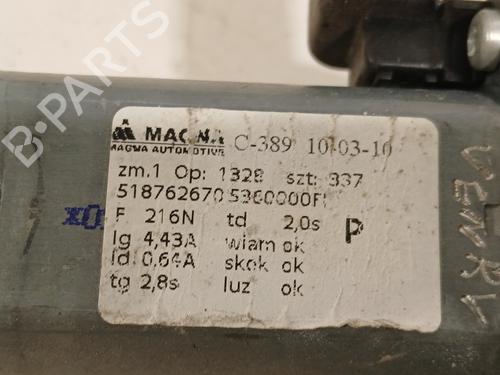 MAGNA C-389 10-03-10
MAGNA AUTOMOTIVE
zm.1 Op: 1328 szt: 337
518762670 5360000F
F 216N td 2,0s P
Ig 4,43A wiam ok
Id 0,64A skok ok
tg 2,8s luz ok
B-PARTS